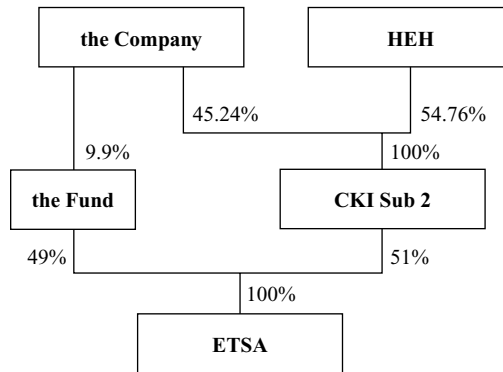 the Company
HEH
45.24%
54.76%
9.9%
100%
the Fund
CKI Sub 2
49%
51%
100%
ETSA